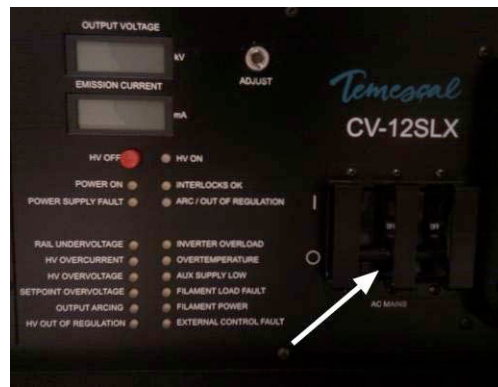 OUTPUT VOLTAGE
kV
ADJUST
EMISSION CURRENT
mA
Temescal
CV-12SLX
HV OFF HV ON
POWER ON INTERLOCKS OK
POWER SUPPLY FAULT ARC / OUT OF REGULATION
RAIL UNDERVOLTAGE INVERTER OVERLOAD
HV OVERCURRENT OVERTEMPERATURE
HV OVERVOLTAGE AUX SUPPLY LOW
SETPOINT OVERVOLTAGE FILAMENT LOAD FAULT
OUTPUT ARCING FILAMENT POWER
HV OUT OF REGULATION EXTERNAL CONTROL FAULT
I
O
AC MAINS